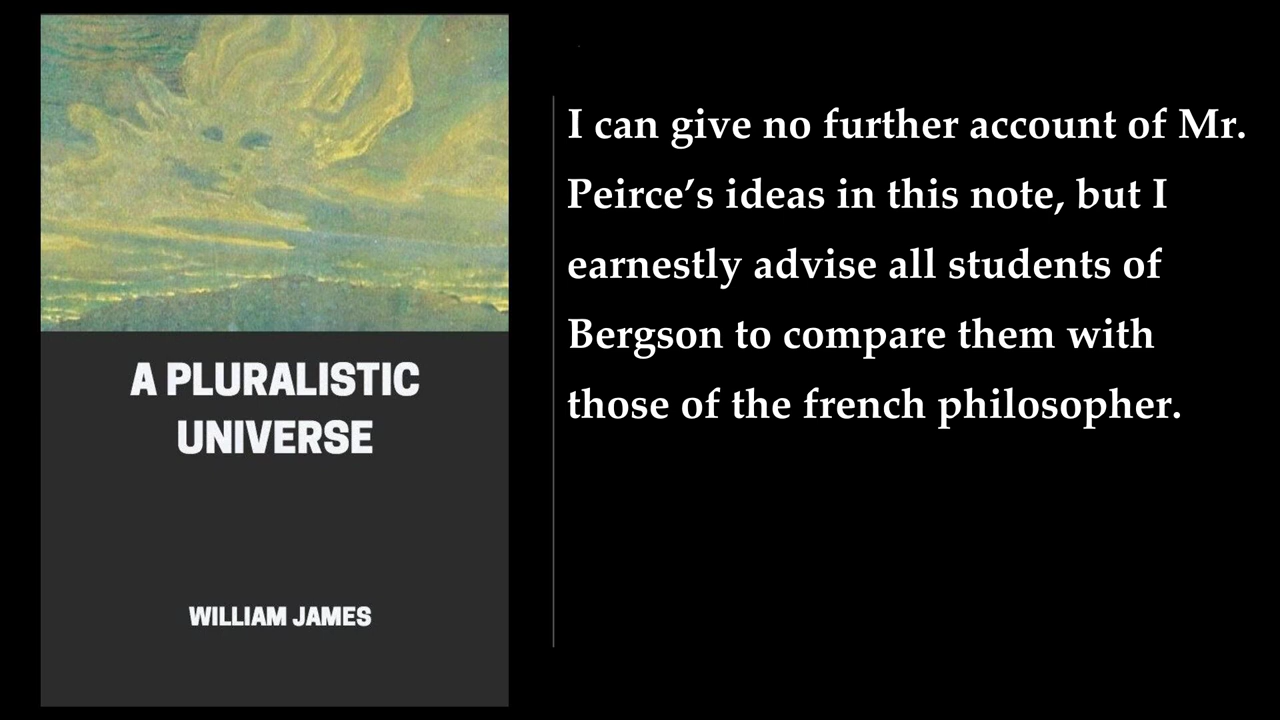 A PLURALISTIC
UNIVERSE
WILLIAM JAMES
I can give no further account of Mr.
Peirce’s ideas in this note, but I
earnestly advise all students of
Bergson to compare them with
those of the french philosopher.